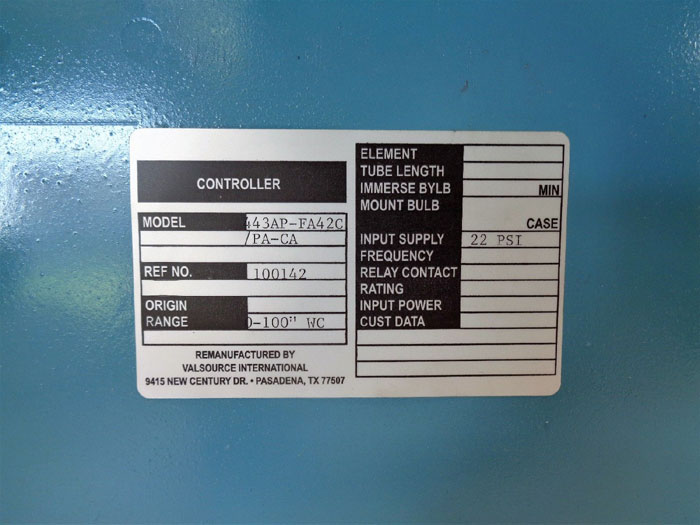 CONTROLLER
MODEL 443AP-FA42C
/PA-CA
REF NO. 100142
ORIGIN
RANGE 0-100" WC
REMANUFACTURED BY
VALSOURCE INTERNATIONAL
9415 NEW CENTURY DR. • PASADENA, TX 77507
ELEMENT
TUBE LENGTH
IMMERSE BYLB MIN
MOUNT BULB
CASE
INPUT SUPPLY 22 PSI
FREQUENCY
RELAY CONTACT
RATING
INPUT POWER
CUST DATA